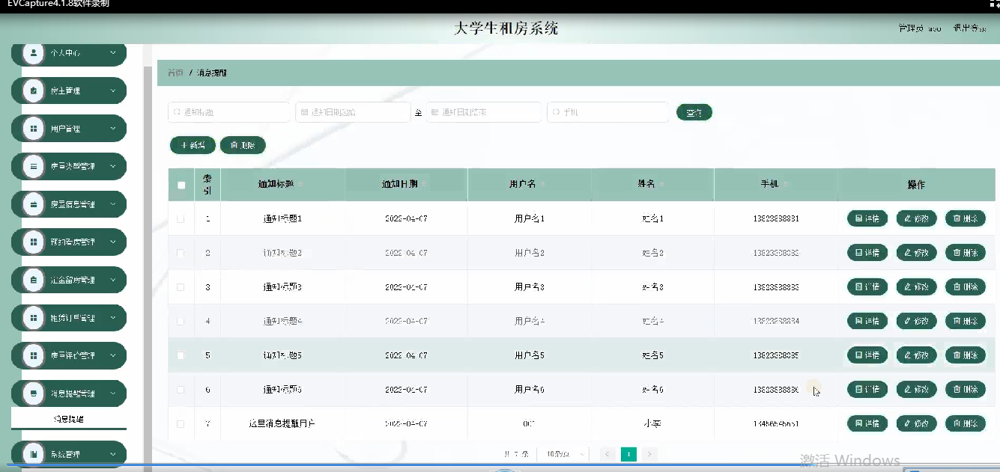 EVCapture4.1.8软件录制
大学生租房系统
管理员 abo 退出登录
个人中心
房主管理
用户管理
房屋类型管理
房屋信息管理
预约看房管理
定金留房管理
租赁订单管理
房屋评价管理
消息提醒管理
消息提醒
系统管理
首页 / 消息提醒
通知标题 通知日期起始 至 通知日期结束 手机 查询
+ 新增 删除
索引 通知标题 通知日期 用户名 姓名 手机 操作
1 通知标题1 2022-04-07 用户名1 姓名1 13823888881 详情 修改 删除
2 通知标题2 2022-04-07 用户名2 姓名2 13823888882 详情 修改 删除
3 通知标题3 2022-04-07 用户名3 姓名3 13823888883 详情 修改 删除
4 通知标题4 2022-04-07 用户名4 姓名4 13823888884 详情 修改 删除
5 通知标题5 2022-04-07 用户名5 姓名5 13823888885 详情 修改 删除
6 通知标题6 2022-04-07 用户名6 姓名6 13823888886 详情 修改 删除
7 这里消息提醒用户 2022-04-07 001 小李 详情 修改 删除
共 7 条 10条/页 1
激活 Windows